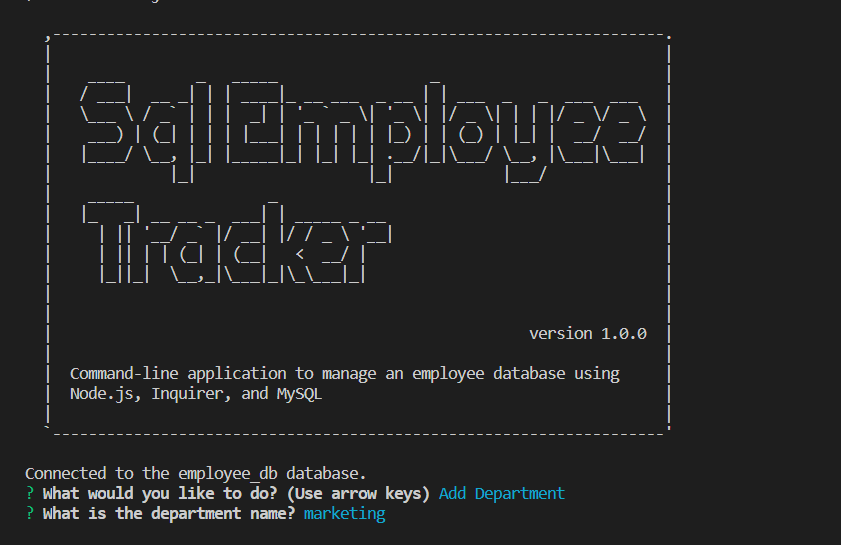 Sql Employee
Tracker
version 1.0.0
Command-line application to manage an employee database using
Node.js, Inquirer, and MySQL
Connected to the employee_db database.
? What would you like to do? (Use arrow keys) Add Department
? What is the department name? marketing